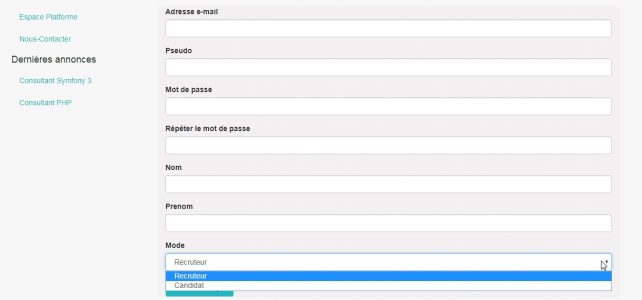 Espace Platforme
Nous-Contacter
Dernières annonces
Consultant Symfony 3
Consultant PHP
Adresse e-mail
Pseudo
Mot de passe
Répéter le mot de passe
Nom
Prenom
Mode
Recruteur
Recruteur
Candidat